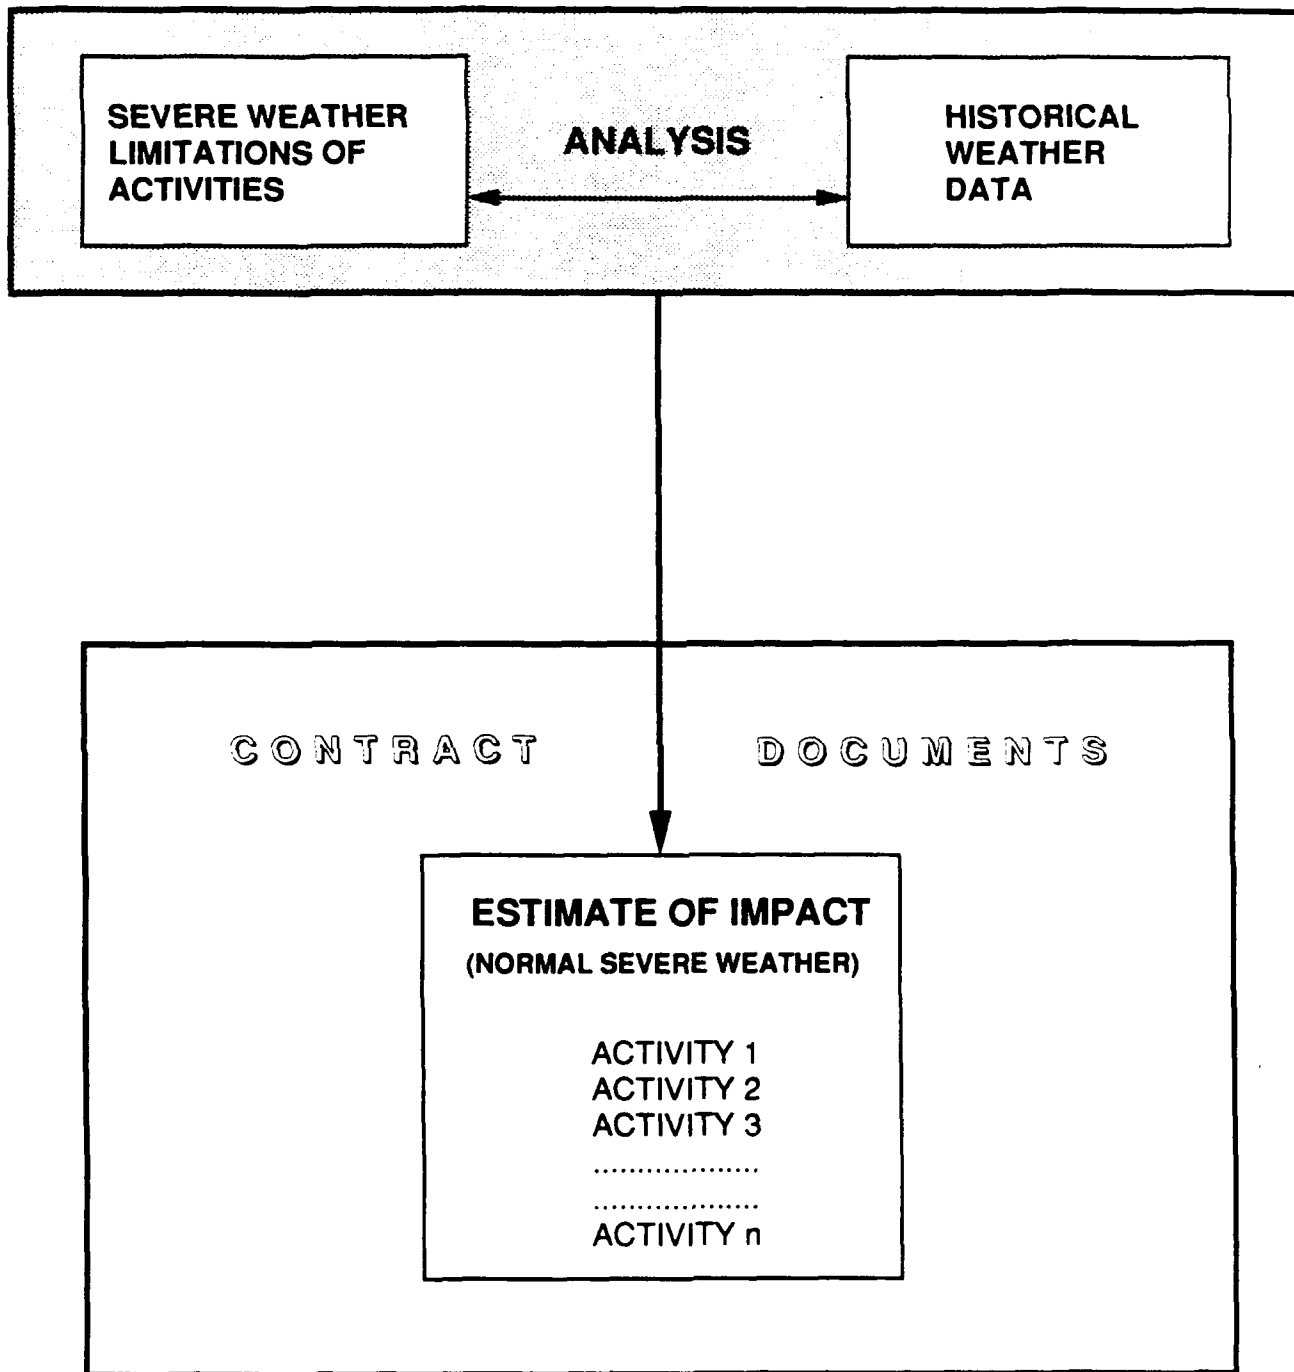 SEVERE WEATHER
LIMITATIONS OF
ACTIVITIES
ANALYSIS
HISTORICAL
WEATHER
DATA
CONTRACT DOCUMENTS
ESTIMATE OF IMPACT
(NORMAL SEVERE WEATHER)
ACTIVITY 1
ACTIVITY 2
ACTIVITY 3
...................
...................
ACTIVITY n